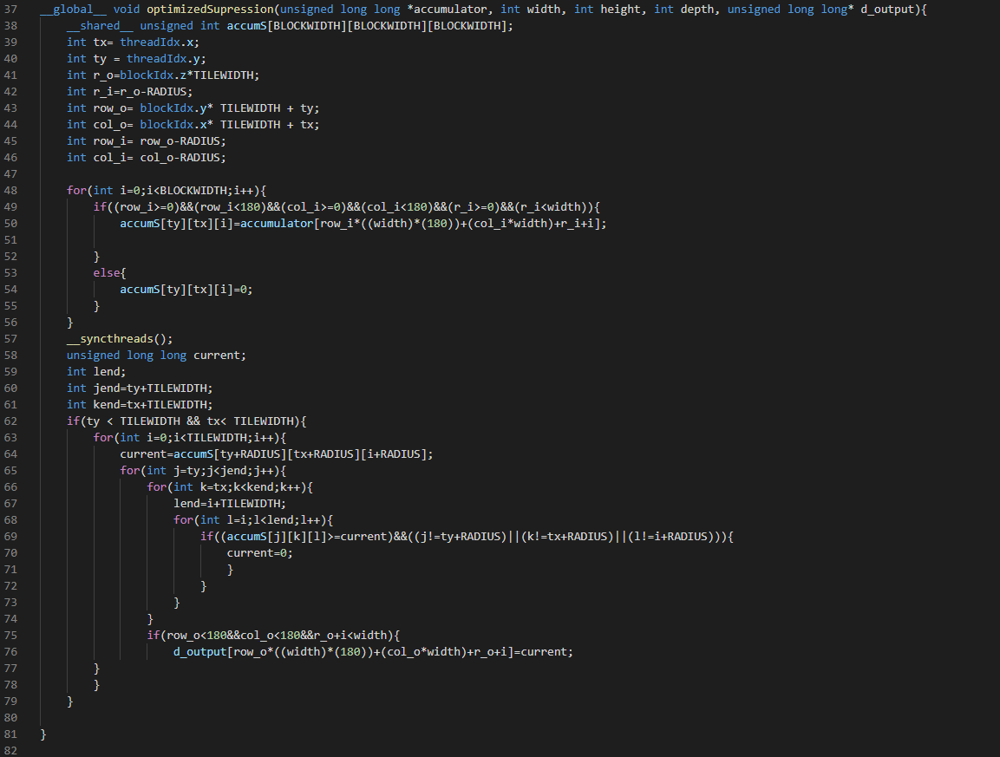 37 __global__ void optimizedSupression(unsigned long long *accumulator, int width, int height, int depth, unsigned long long* d_output){
38     __shared__ unsigned int accumS[BLOCKWIDTH][BLOCKWIDTH][BLOCKWIDTH];
39     int tx= threadIdx.x;
40     int ty = threadIdx.y;
41     int r_o=blockIdx.z*TILEWIDTH;
42     int r_i=r_o-RADIUS;
43     int row_o= blockIdx.y* TILEWIDTH + ty;
44     int col_o= blockIdx.x* TILEWIDTH + tx;
45     int row_i= row_o-RADIUS;
46     int col_i= col_o-RADIUS;
47
48     for(int i=0;i<BLOCKWIDTH;i++){
49         if((row_i>=0)&&(row_i<180)&&(col_i>=0)&&(col_i<180)&&(r_i>=0)&&(r_i<width)){
50             accumS[ty][tx][i]=accumulator[row_i*((width)*(180))+(col_i*width)+r_i+i];
51
52         }
53         else{
54             accumS[ty][tx][i]=0;
55         }
56     }
57     __syncthreads();
58     unsigned long long current;
59     int lend;
60     int jend=ty+TILEWIDTH;
61     int kend=tx+TILEWIDTH;
62     if(ty < TILEWIDTH && tx< TILEWIDTH){
63         for(int i=0;i<TILEWIDTH;i++){
64             current=accumS[ty+RADIUS][tx+RADIUS][i+RADIUS];
65             for(int j=ty;j<jend;j++){
66                 for(int k=tx;k<kend;k++){
67                     lend=i+TILEWIDTH;
68                     for(int l=i;l<lend;l++){
69                         if((accumS[j][k][l]>=current)&&((j!=ty+RADIUS)||(k!=tx+RADIUS)||(l!=i+RADIUS))){
70                             current=0;
71                             }
72                         }
73                     }
74                 }
75                 if(row_o<180&&col_o<180&&r_o+i<width){
76                     d_output[row_o*((width)*(180))+(col_o*width)+r_o+i]=current;
77         }
78         }
79     }
80
81 }
82